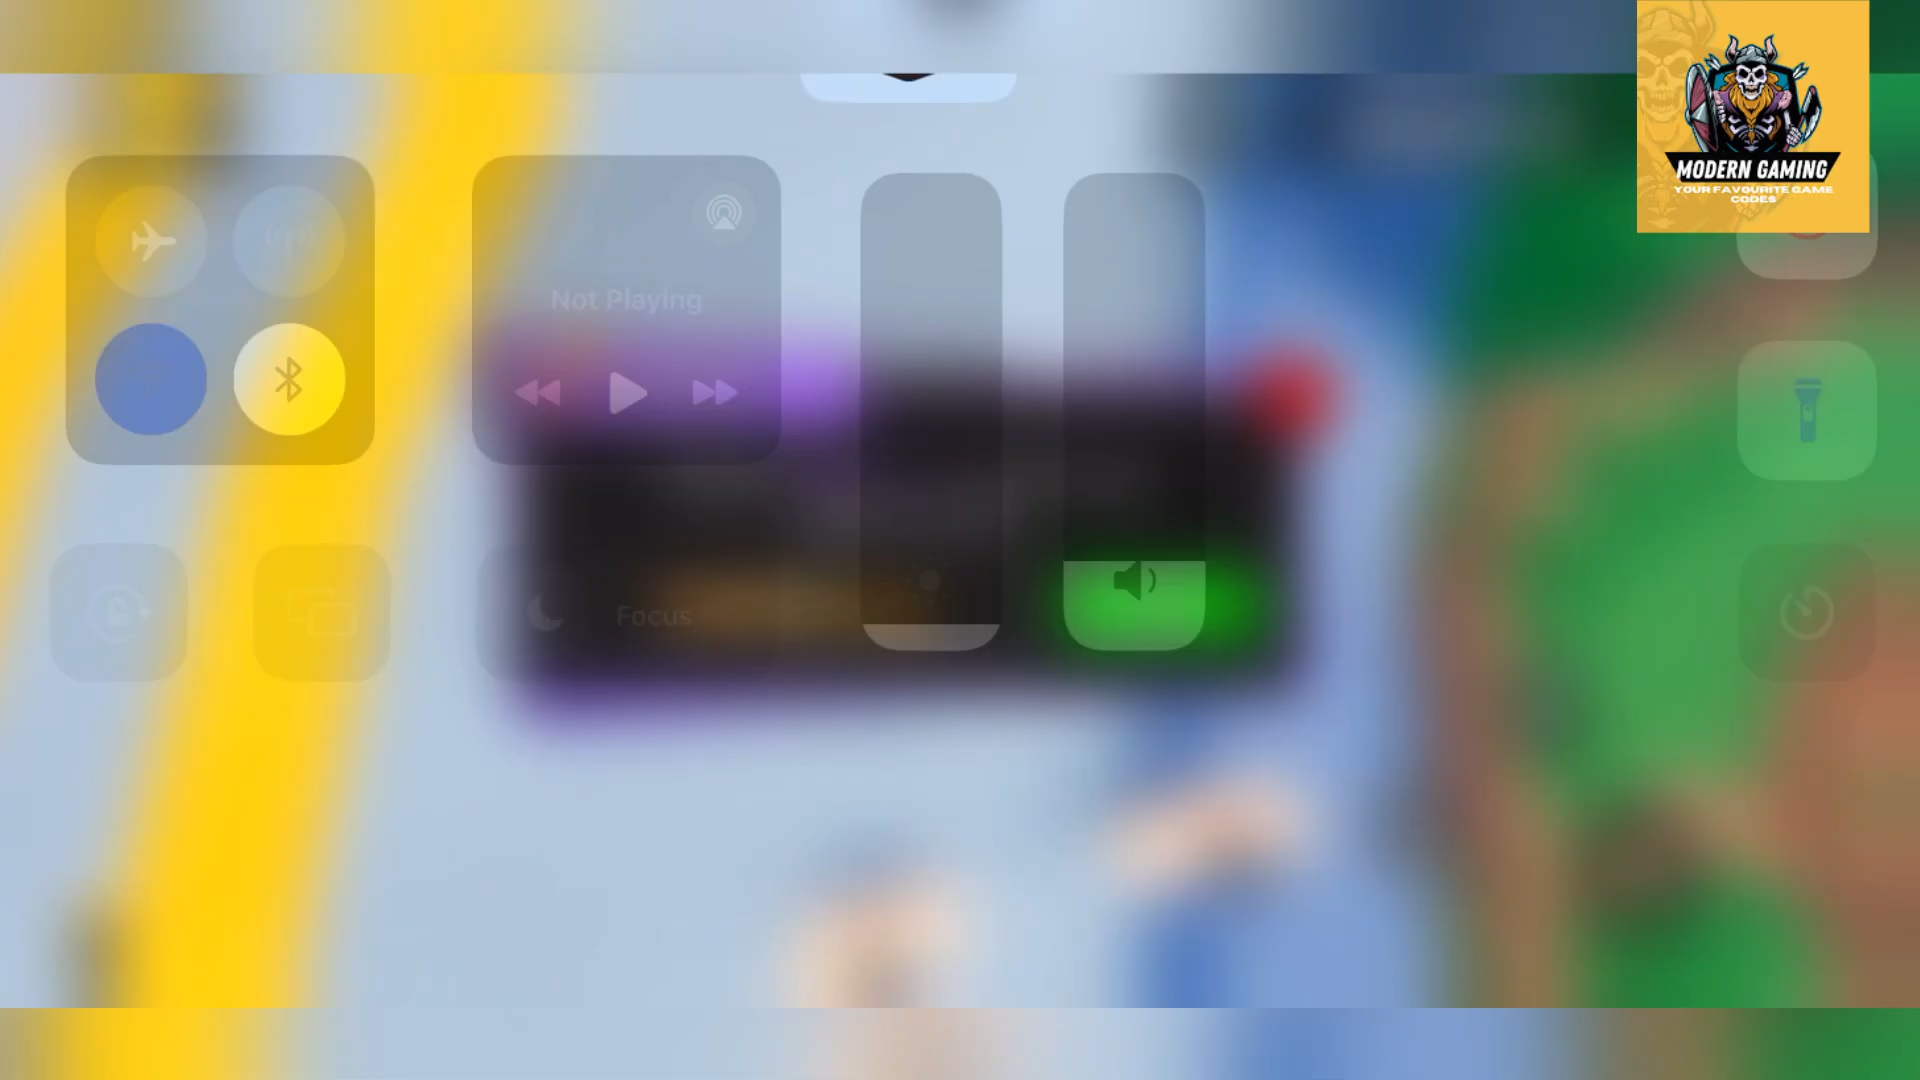 MODERN GAMING
YOUR FAVOURITE GAME
CODES
Not Playing
Focus